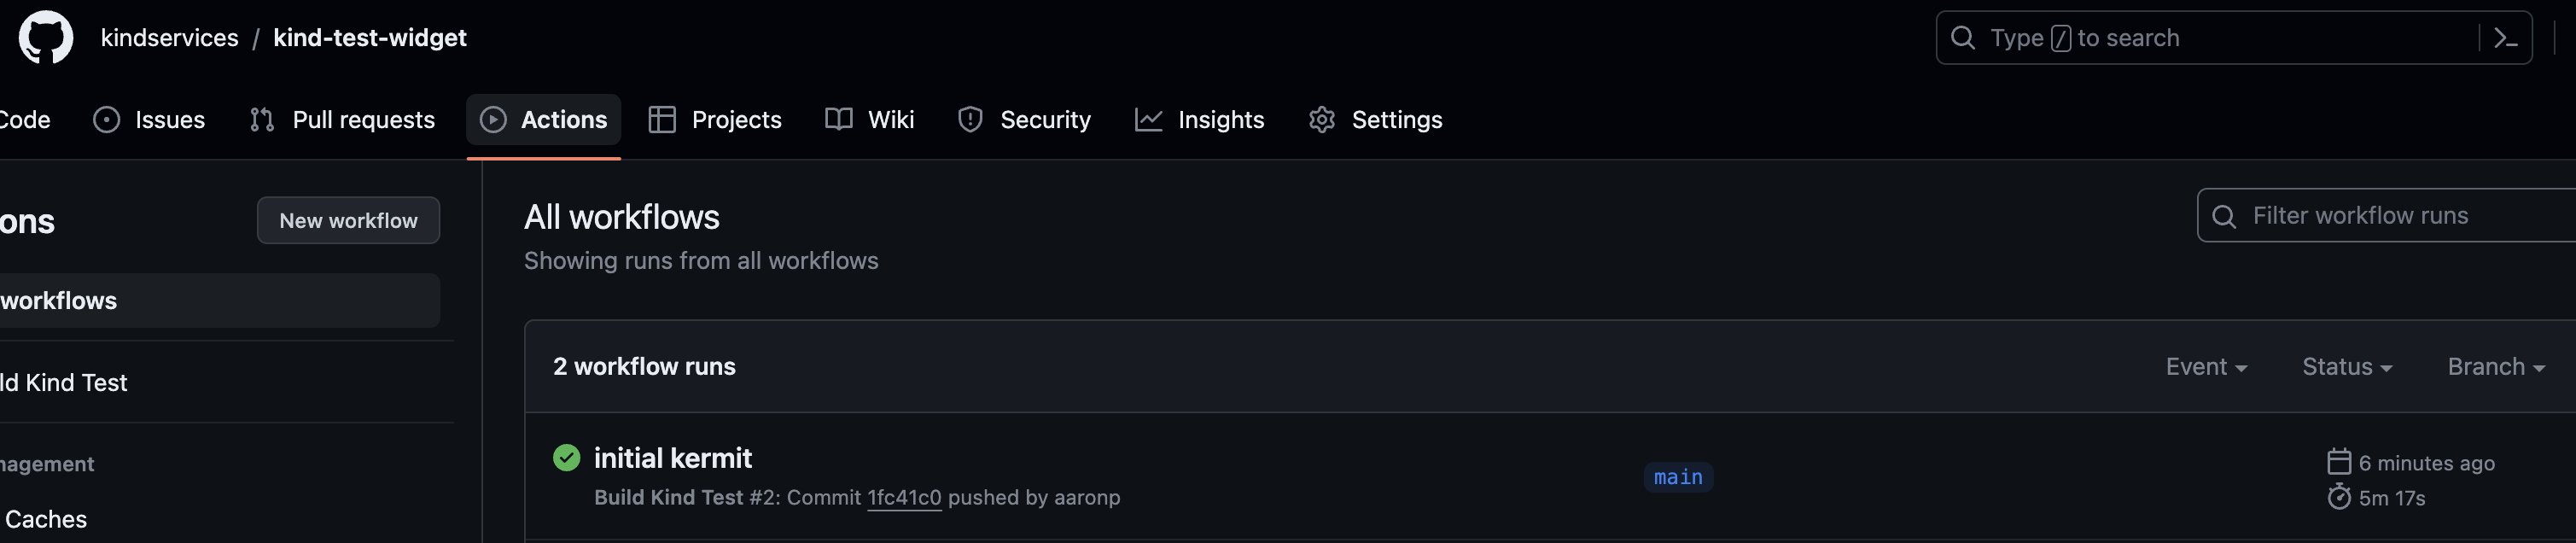 kindservices / kind-test-widget
Type / to search
Code Issues Pull requests Actions Projects Wiki Security Insights Settings
ons
New workflow
workflows
ld Kind Test
nagement
Caches
All workflows
Showing runs from all workflows
Filter workflow runs
2 workflow runs
Event Status Branch
initial kermit
Build Kind Test #2: Commit 1fc41c0 pushed by aaronp
main
6 minutes ago
5m 17s